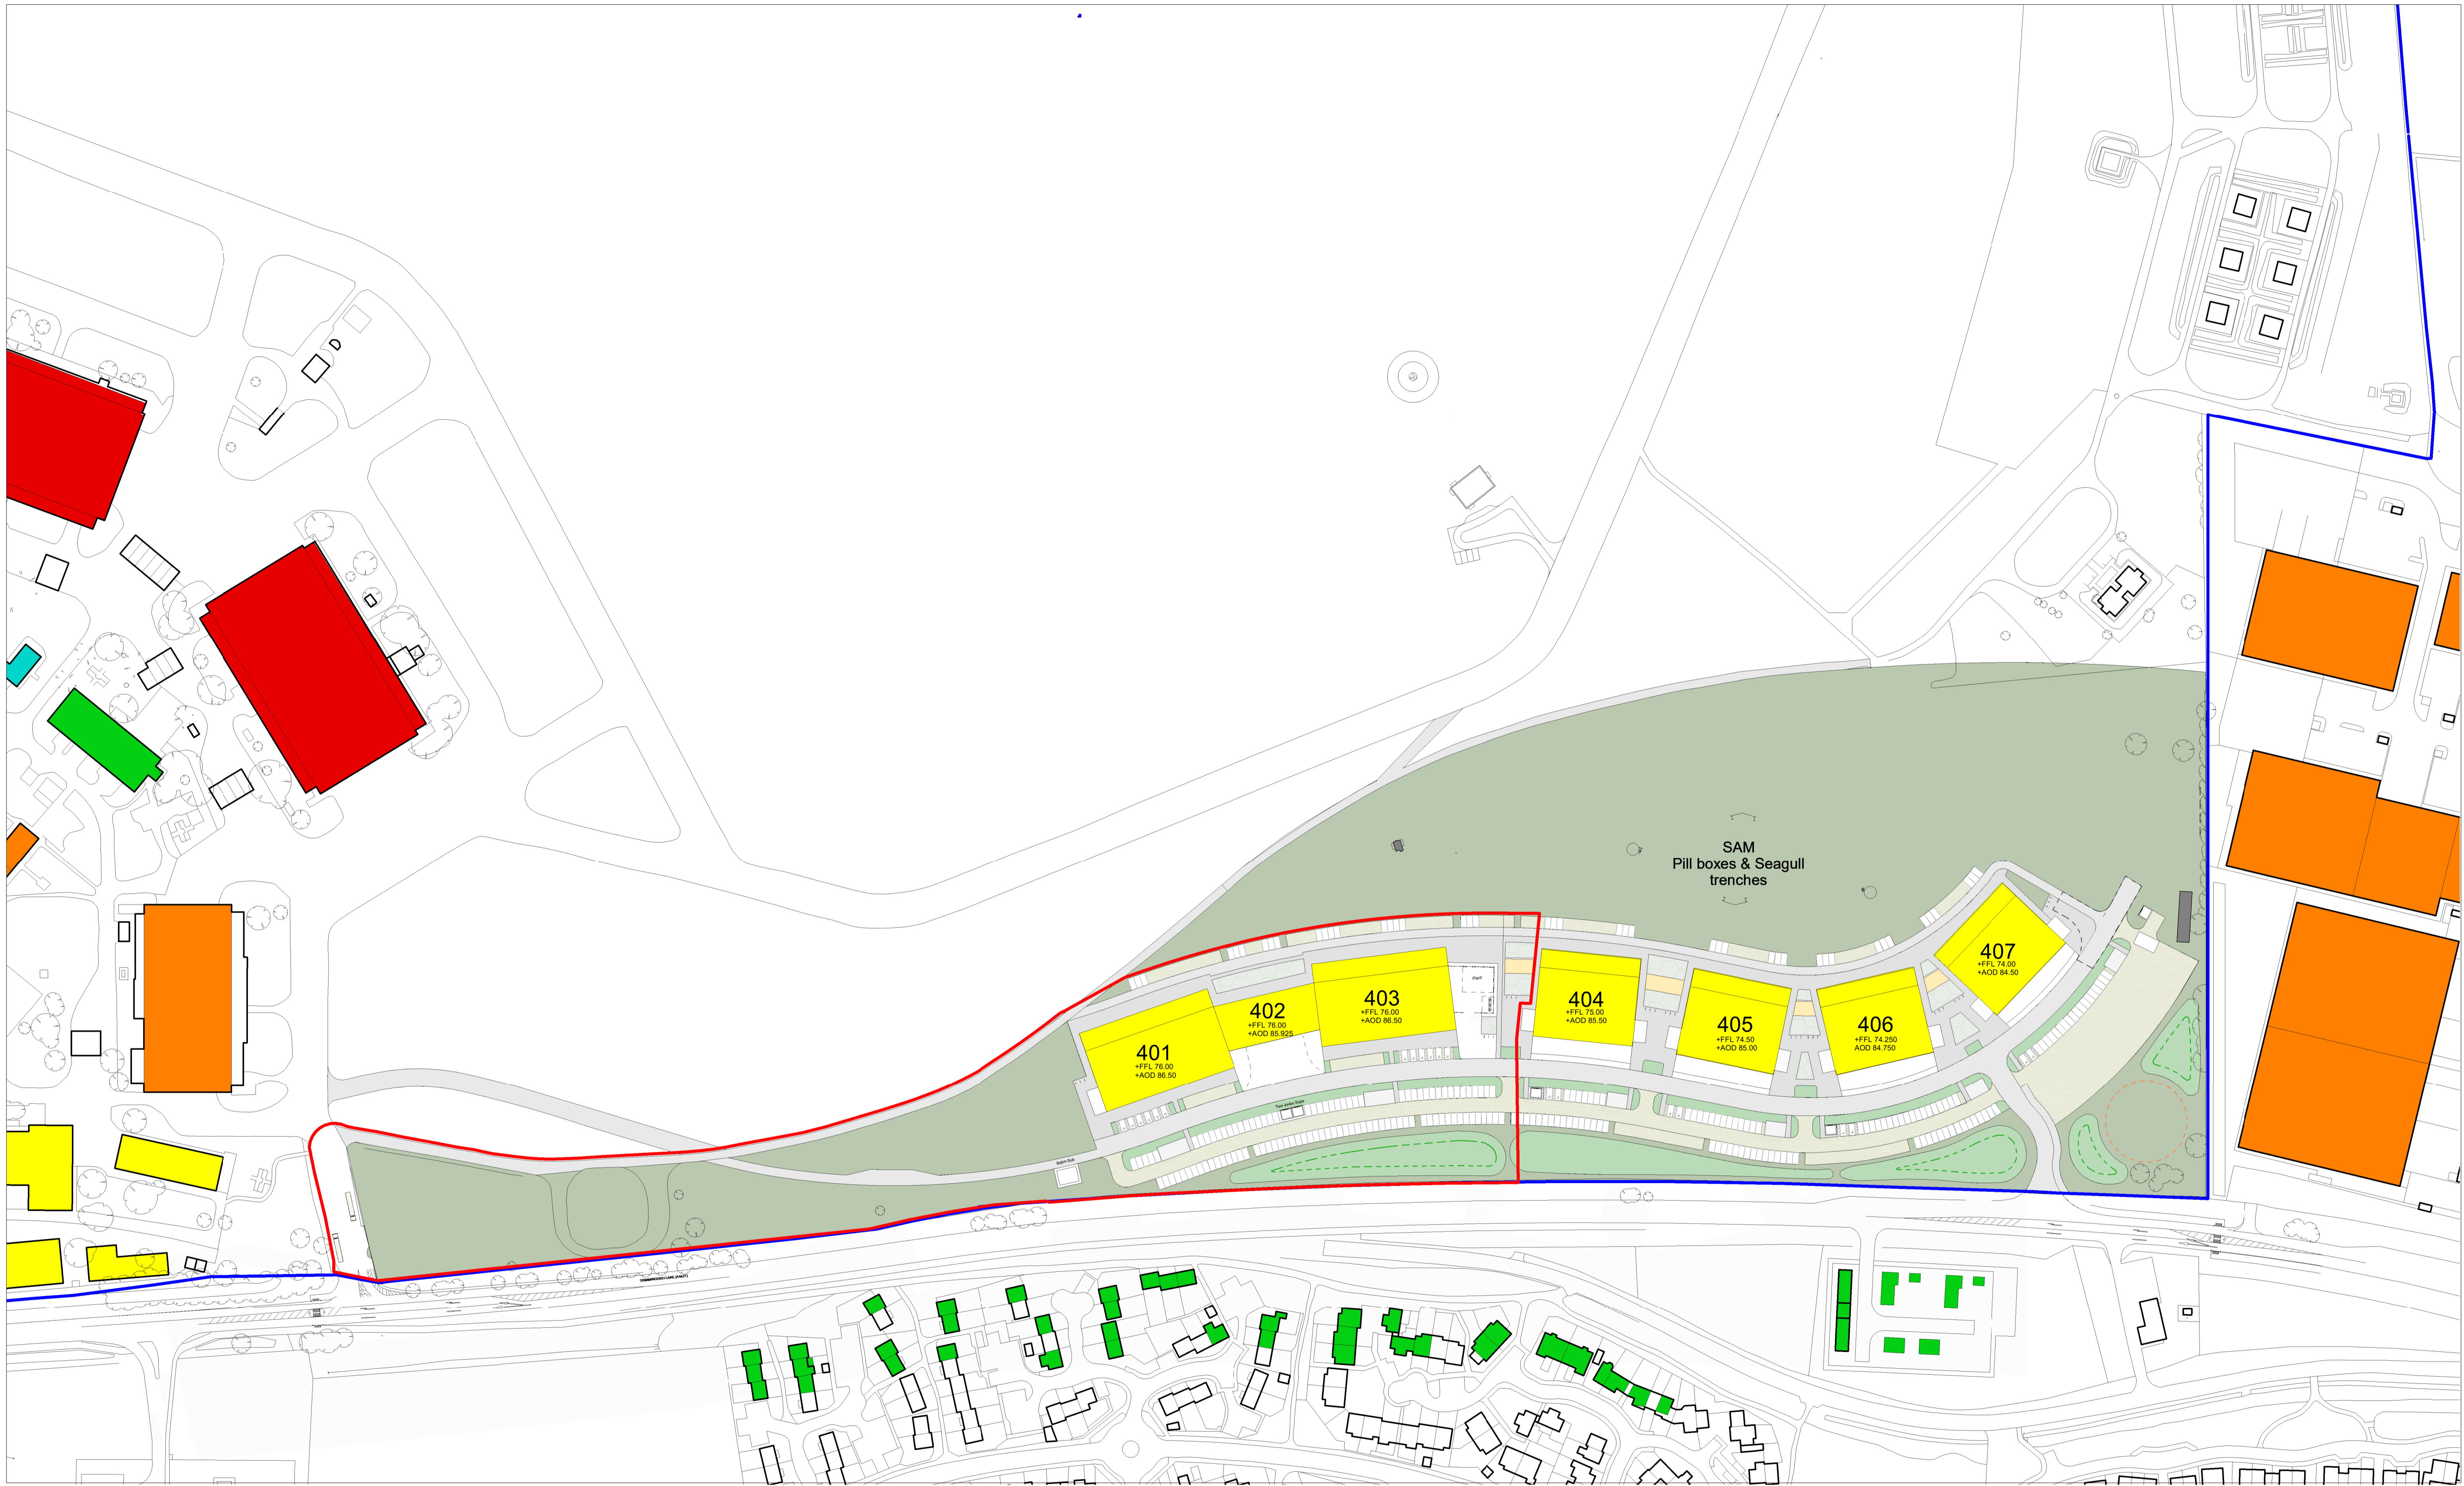 SAM
Pill boxes & Seagull
trenches
407
+FFL 74.00
+AOD 84.50
403
+FFL 76.00
+AOD 86.50
Plant
402
+FFL 76.00
+AOD 85.925
404
+FFL 75.00
+AOD 85.50
401
+FFL 76.00
+AOD 86.50
405
+FFL 74.50
+AOD 85.00
406
+FFL 74.250
AOD 84.750